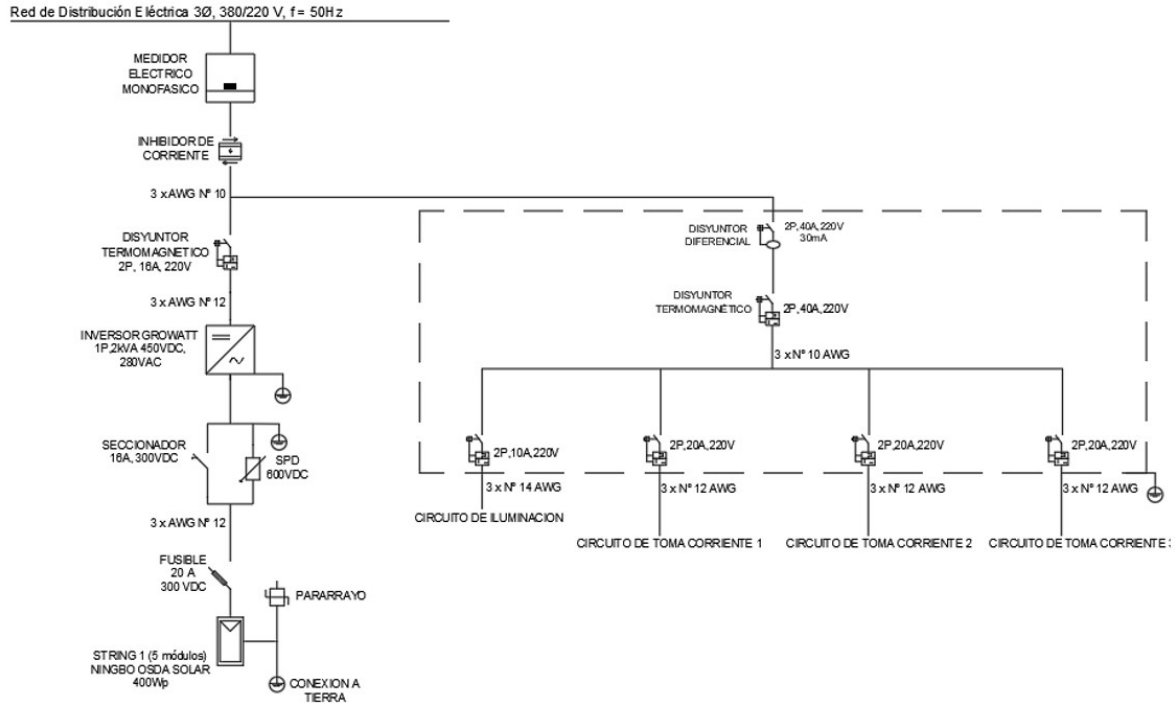 Red de Distribución Eléctrica 3Ø, 380/220 V, f = 50Hz
MEDIDOR
ELECTRICO
MONOFASICO
INHIBIDOR DE
CORRIENTE
3 x AWG Nº 10
DISYUNTOR
TERMOMAGNETICO
2P, 16A, 220V
3 x AWG Nº 12
INVERSOR GROWATT
1P,2kVA 450VDC,
280VAC
SECCIONADOR
16A, 300VDC
SPD
600VDC
3 x AWG Nº 12
FUSIBLE
20 A
300 VDC
PARARRAYO
STRING 1 (5 módulos)
NINGBO OSDA SOLAR
400Wp
CONEXION A
TIERRA
DISYUNTOR
DIFERENCIAL
2P,40A,220V
30mA
DISYUNTOR
TERMOMAGNÉTICO
2P,40A,220V
3 x Nº 10 AWG
2P,10A,220V
2P,20A,220V
2P,20A,220V
2P,20A,220V
3 x Nº 14 AWG
3 x Nº 12 AWG
3 x Nº 12 AWG
3 x Nº 12 AWG
CIRCUITO DE ILUMINACION
CIRCUITO DE TOMA CORRIENTE 1
CIRCUITO DE TOMA CORRIENTE 2
CIRCUITO DE TOMA CORRIENTE 3